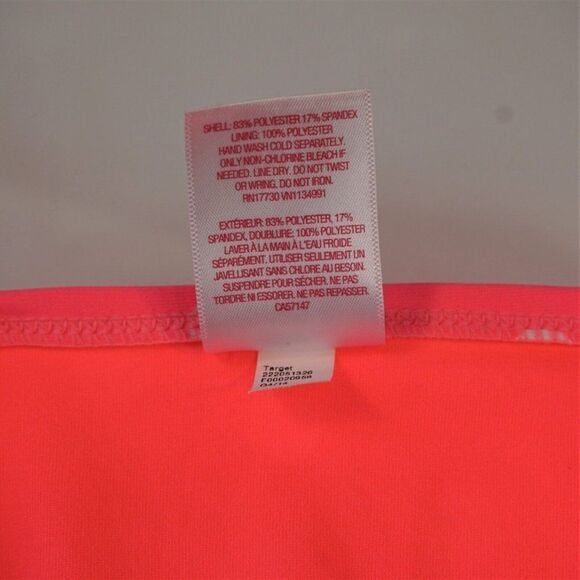 SHELL: 83% POLYESTER 17% SPANDEX
LINING: 100% POLYESTER
HAND WASH COLD SEPARATELY.
ONLY NON-CHLORINE BLEACH IF
NEEDED. LINE DRY. DO NOT TWIST
OR WRING. DO NOT IRON.
RN17730 VN1134991
EXTÉRIEUR: 83% POLYESTER, 17%
SPANDEX, DOUBLURE: 100% POLYESTER
LAVER À LA MAIN À L'EAU FROIDE
SÉPARÉMENT. UTILISER SEULEMENT UN
JAVELLISANT SANS CHLORE AU BESOIN.
SUSPENDRE POUR SÉCHER. NE PAS
TORDRE NI ESSORER. NE PAS REPASSER.
CA57147
Target
222051326